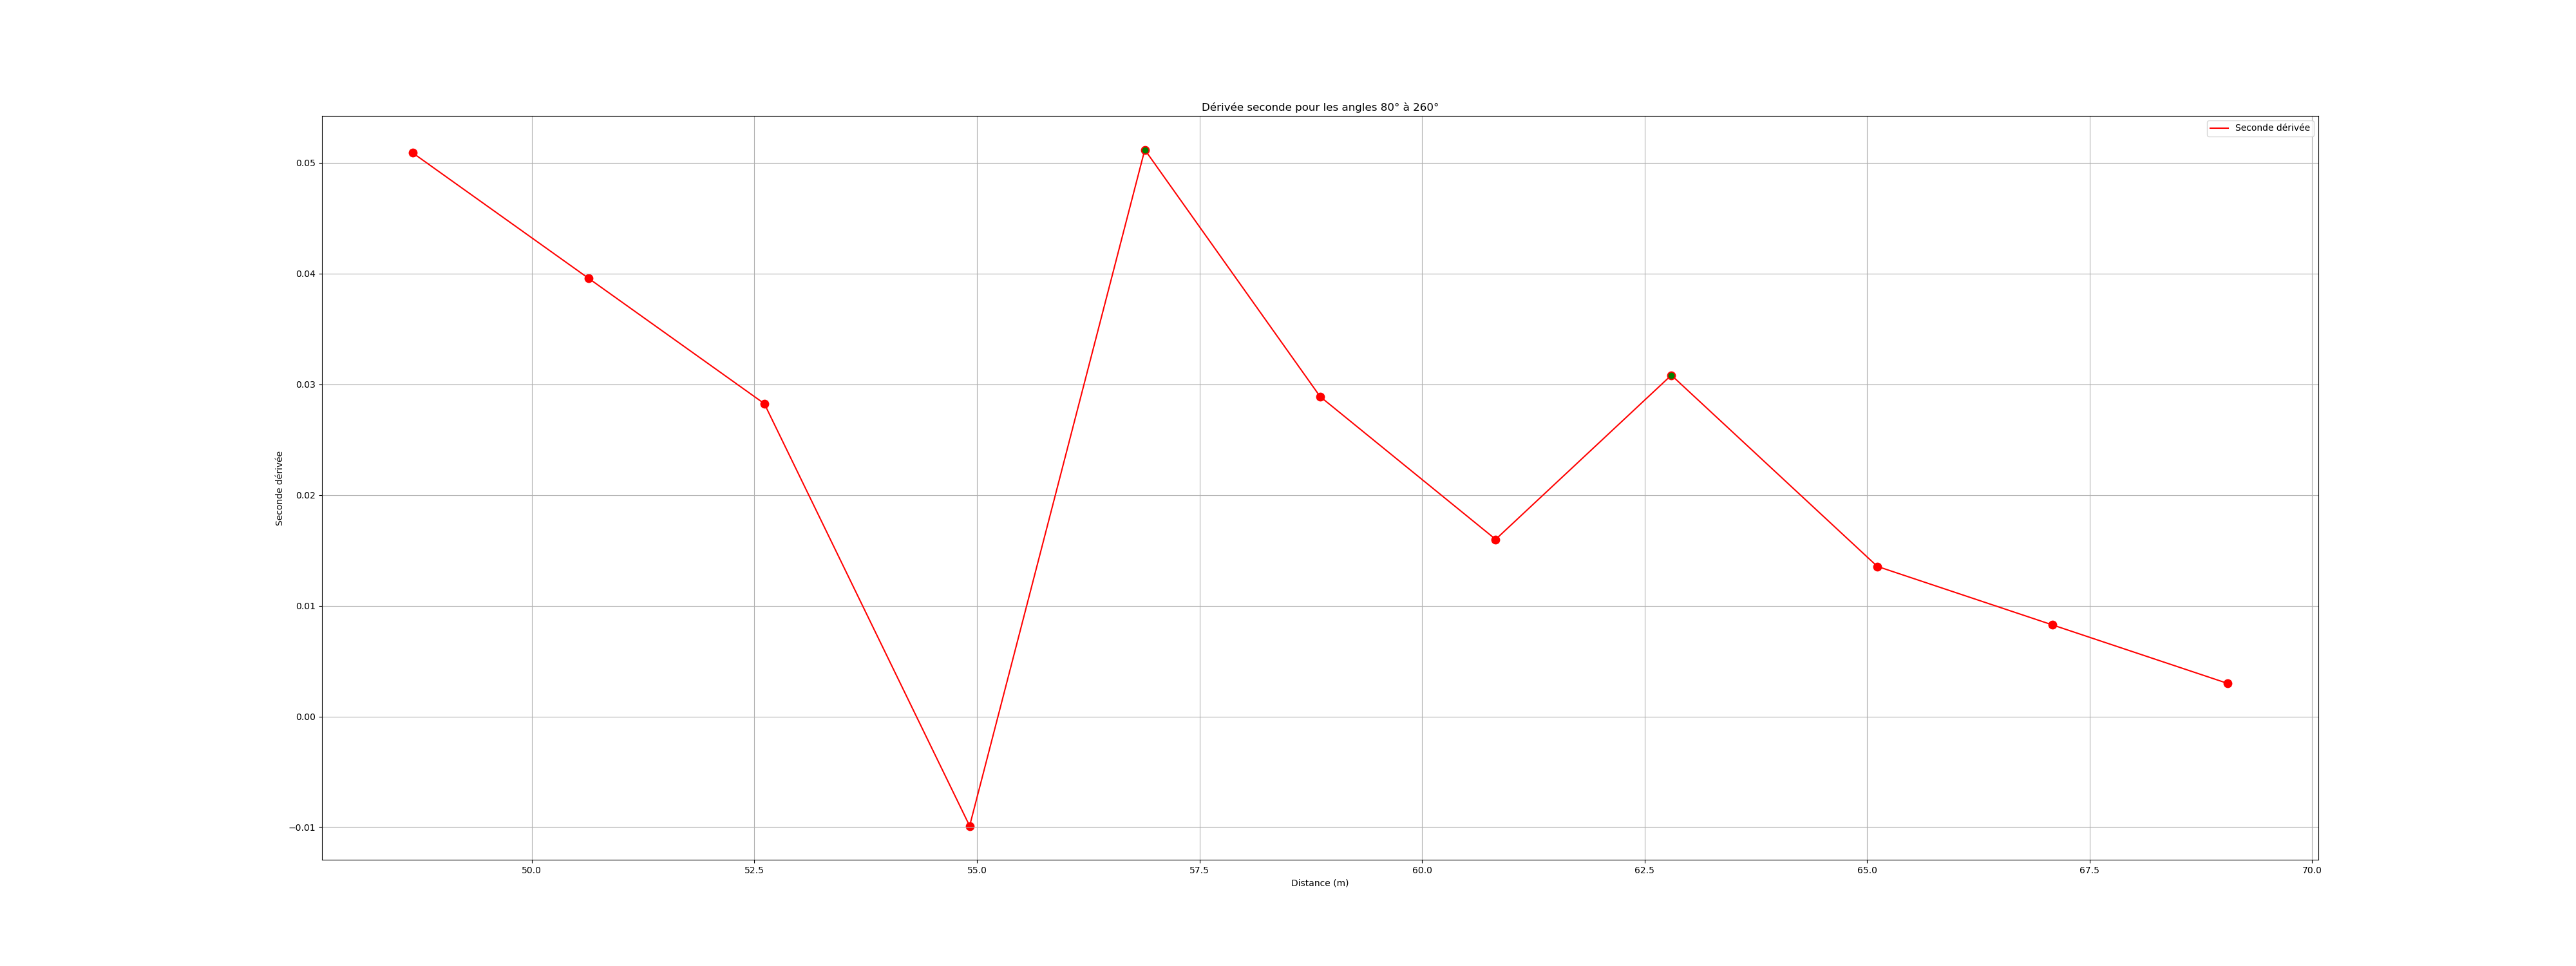 Dérivée seconde pour les angles 80° à 260°
Seconde dérivée
0.05
0.04
0.03
0.02
0.01
0.00
−0.01
Seconde dérivée
50.0 52.5 55.0 57.5 60.0 62.5 65.0 67.5 70.0
Distance (m)